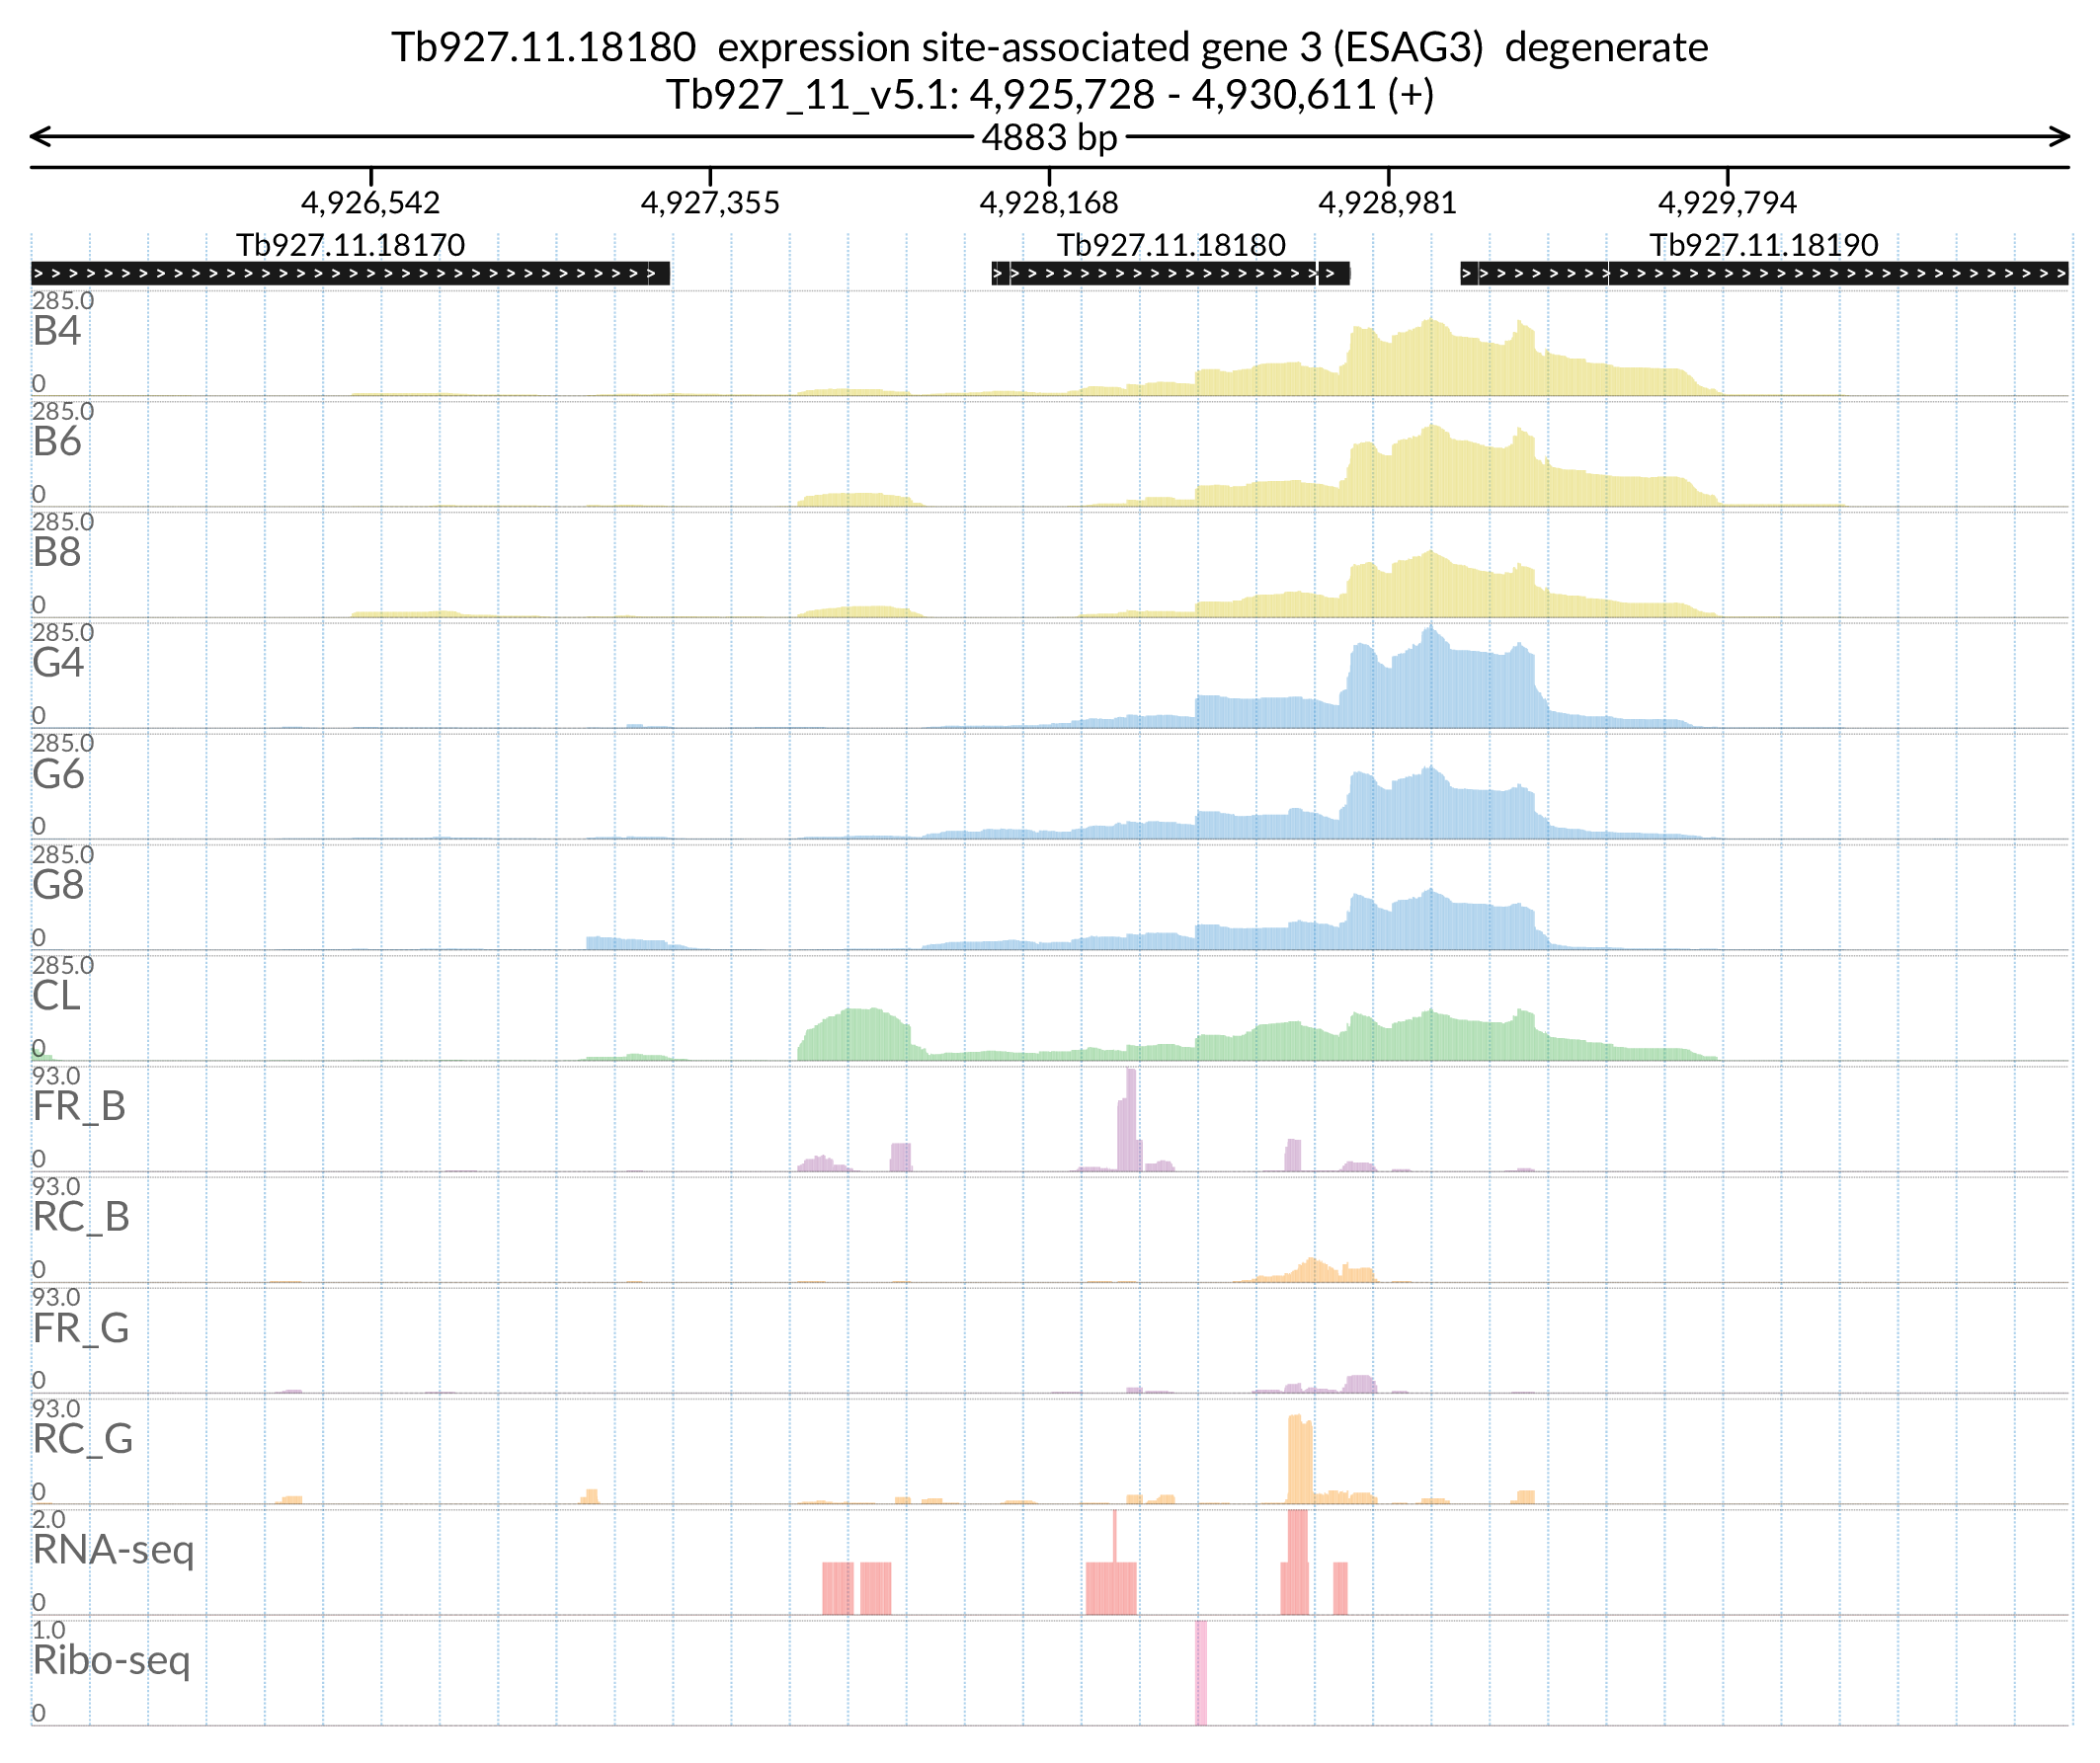 Tb927.11.18180  expression site-associated gene 3 (ESAG3)  degenerate
Tb927_11_v5.1: 4,925,728 - 4,930,611 (+)
4883 bp
4,926,542 4,927,355 4,928,168 4,928,981 4,929,794
Tb927.11.18170 Tb927.11.18180 Tb927.11.18190
285.0
B4
0
285.0
B6
0
285.0
B8
0
285.0
G4
0
285.0
G6
0
285.0
G8
0
285.0
CL
0
93.0
FR_B
0
93.0
RC_B
0
93.0
FR_G
0
93.0
RC_G
0
2.0
RNA-seq
0
1.0
Ribo-seq
0